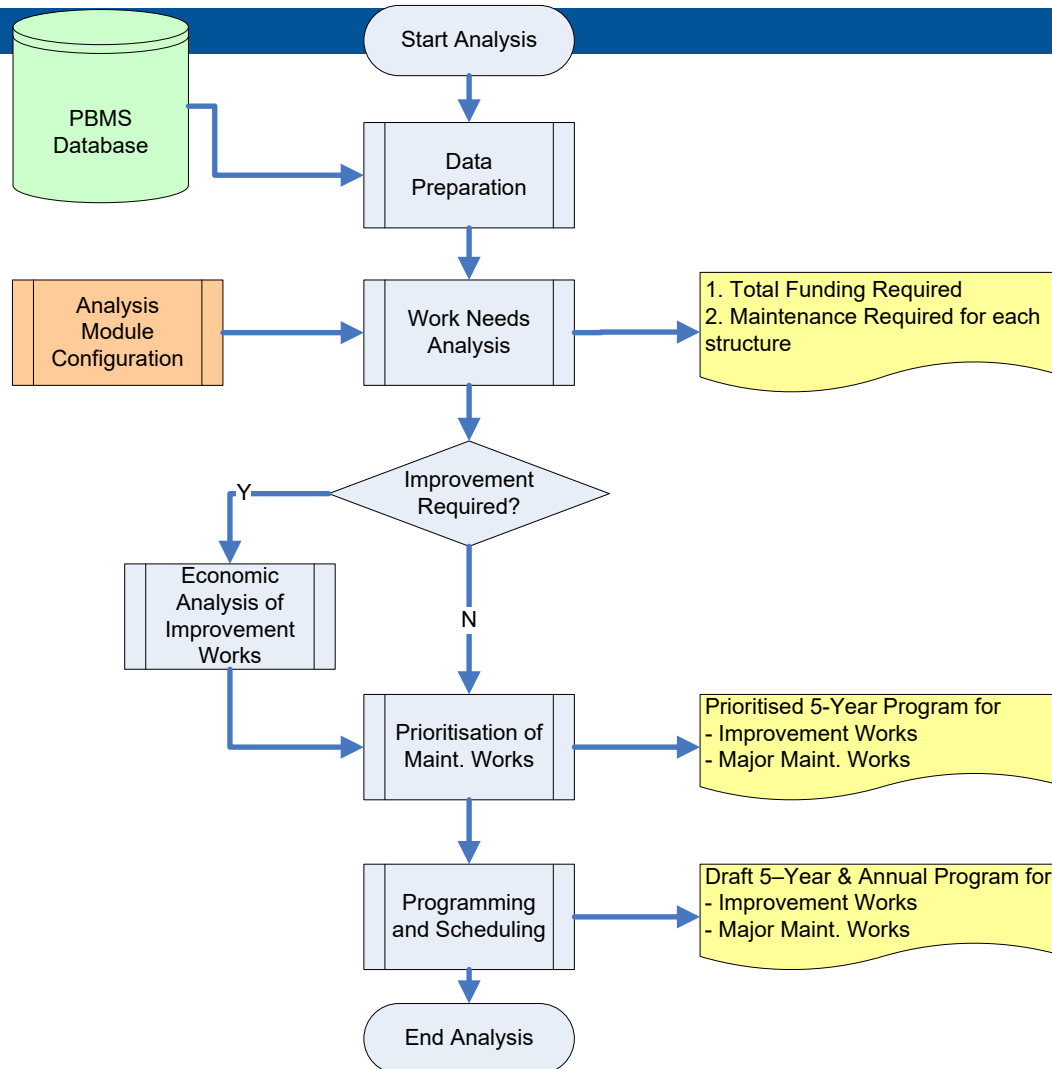 Start Analysis
PBMS
Database
Data
Preparation
Analysis
Module
Configuration
Work Needs
Analysis
1. Total Funding Required
2. Maintenance Required for each
structure
Improvement
Required?
Y
Economic
Analysis of
Improvement
Works
N
Prioritisation of
Maint. Works
Prioritised 5-Year Program for
- Improvement Works
- Major Maint. Works
Programming
and Scheduling
Draft 5–Year & Annual Program for
- Improvement Works
- Major Maint. Works
End Analysis